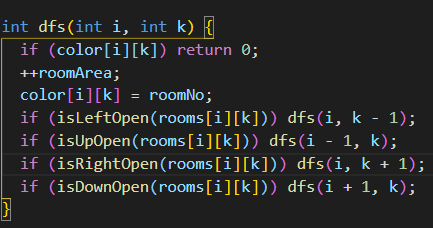 int dfs(int i, int k) {
  if (color[i][k]) return 0;
  ++roomArea;
  color[i][k] = roomNo;
  if (isLeftOpen(rooms[i][k])) dfs(i, k - 1);
  if (isUpOpen(rooms[i][k])) dfs(i - 1, k);
  if (isRightOpen(rooms[i][k])) dfs(i, k + 1);
  if (isDownOpen(rooms[i][k])) dfs(i + 1, k);
}